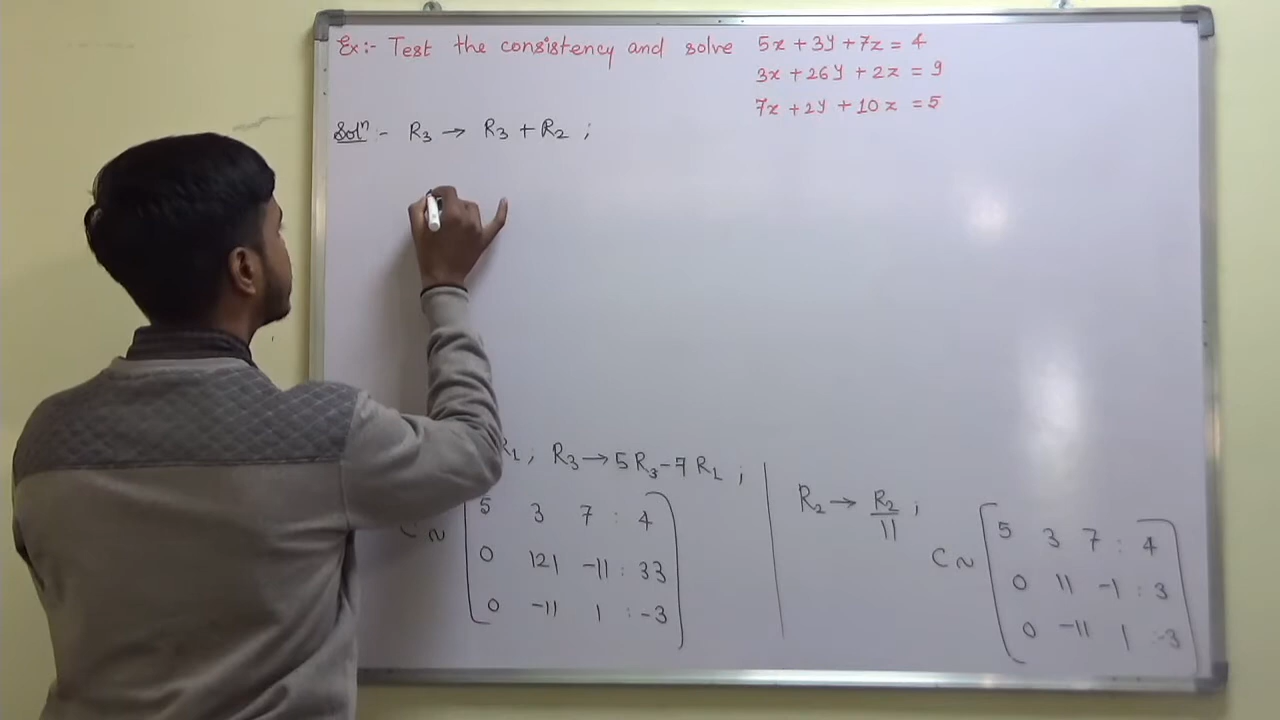 Ex:- Test the consistency and solve 5x + 3y + 7z = 4
3x + 26y + 2z = 9
7x + 2y + 10z = 5
Solⁿ:- R₃ → R₃ + R₂ ;
R₁ ; R₃ → 5R₃ - 7R₁ ;
C ~
5 3 7 : 4
0 121 -11 : 33
0 -11 1 : -3
R₂ → R₂/11 ;
C ~
5 3 7 : 4
0 11 -1 : 3
0 -11 1 : -3